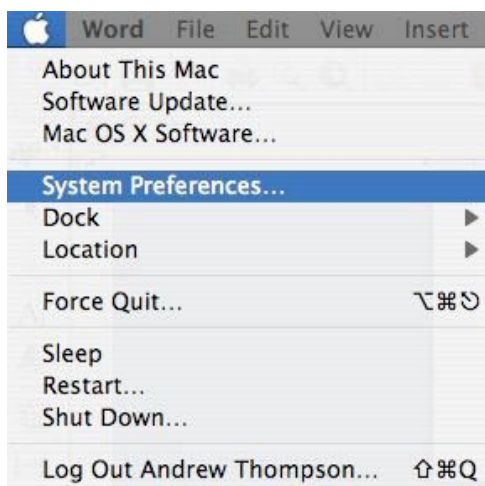 Word File Edit View Insert
About This Mac
Software Update...
Mac OS X Software...
System Preferences...
Dock
Location
Force Quit... ⌥⌘⎋
Sleep
Restart...
Shut Down...
Log Out Andrew Thompson... ⇧⌘Q